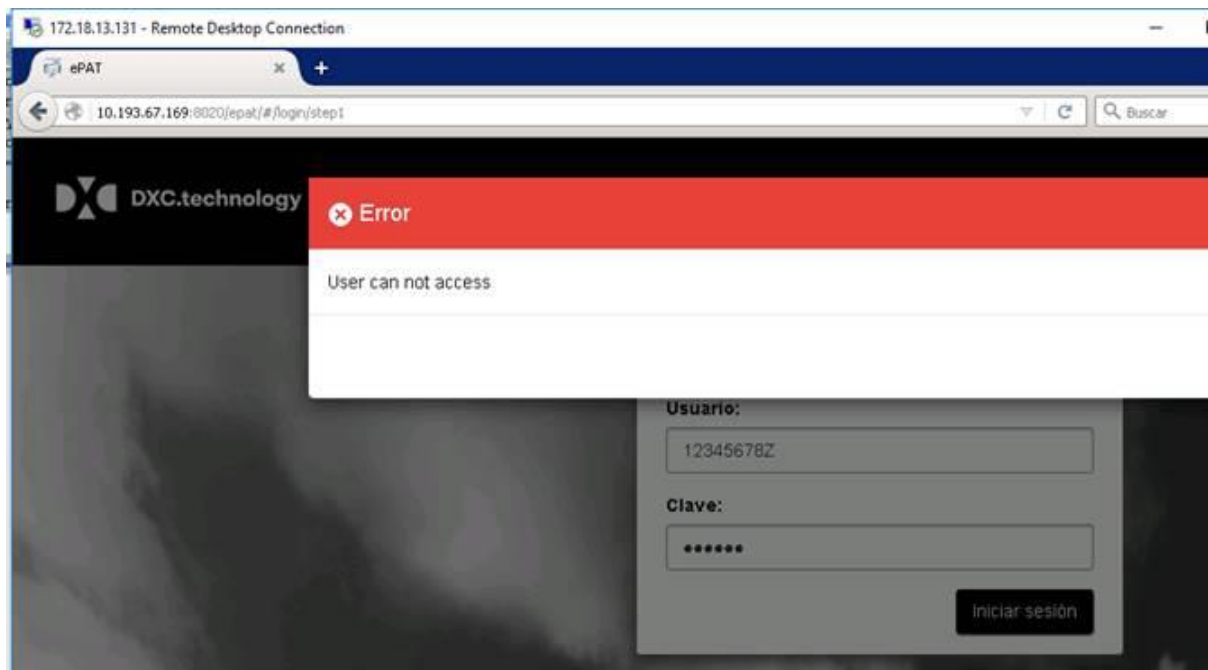 172.18.13.131 - Remote Desktop Connection
ePAT
10.193.67.169:8020/epat/#/login/step1
Buscar
DXC.technology
Error
User can not access
Usuario:
12345678Z
Clave:
Iniciar sesión